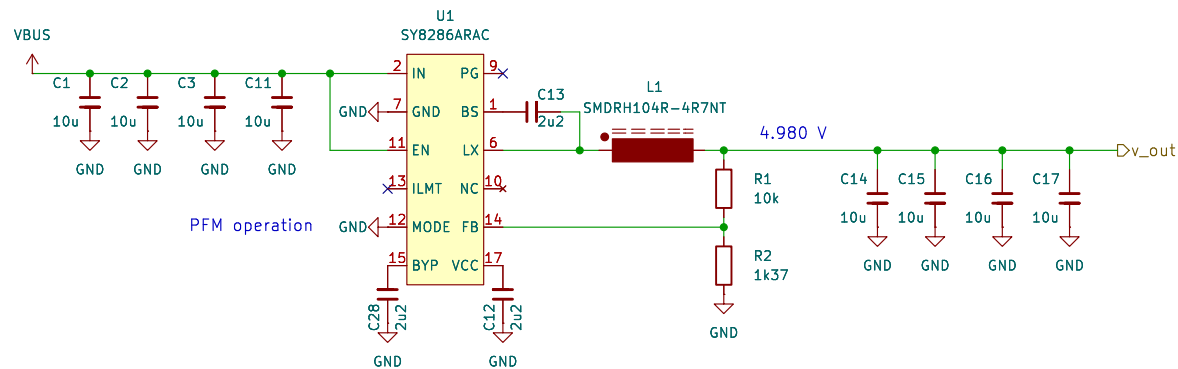 U1
SY8286ARAC
VBUS
C1
10u
GND
C2
10u
GND
C3
10u
GND
C11
10u
GND
2 IN
PG 9
GND 7 GND
BS 1
C13
2u2
11 EN
LX 6
L1
SMDRH104R-4R7NT
4.980 V
v_out
13 ILMT
NC 10
PFM operation
GND 12 MODE
FB 14
15 BYP
VCC 17
C28
2u2
GND
C12
2u2
GND
R1
10k
R2
1k37
GND
C14
10u
GND
C15
10u
GND
C16
10u
GND
C17
10u
GND